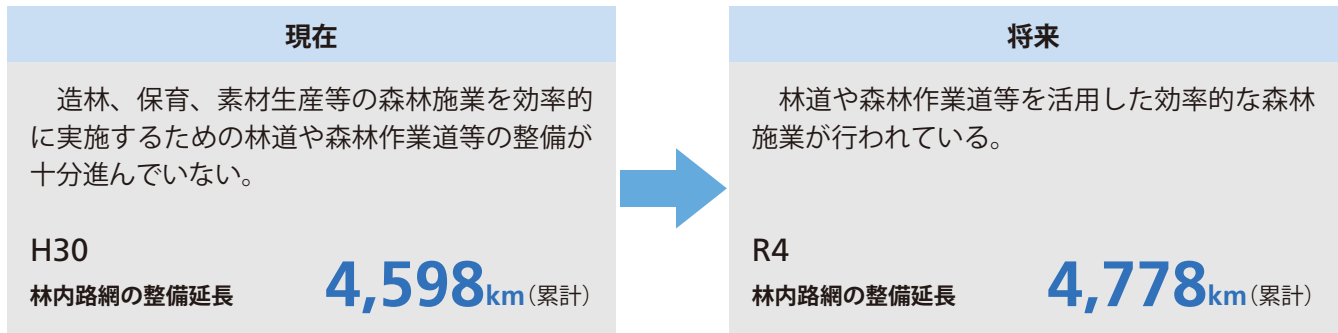 現在
造林、保育、素材生産等の森林施業を効率的
に実施するための林道や森林作業道等の整備が
十分進んでいない。
H30
林内路網の整備延長 4,598km(累計)
将来
林道や森林作業道等を活用した効率的な森林
施業が行われている。
R4
林内路網の整備延長 4,778km(累計)